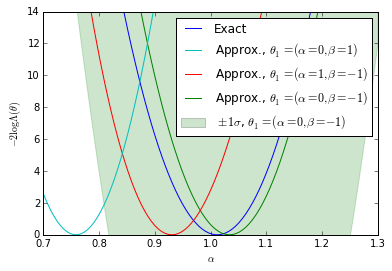 14
12
10
8
6
4
2
0
−2logΛ(θ)
Exact
Approx., θ₁ =(α=0,β=1)
Approx., θ₁ =(α=1,β=−1)
Approx., θ₁ =(α=0,β=−1)
±1σ, θ₁ =(α=0,β=−1)
0.7 0.8 0.9 1.0 1.1 1.2 1.3
α